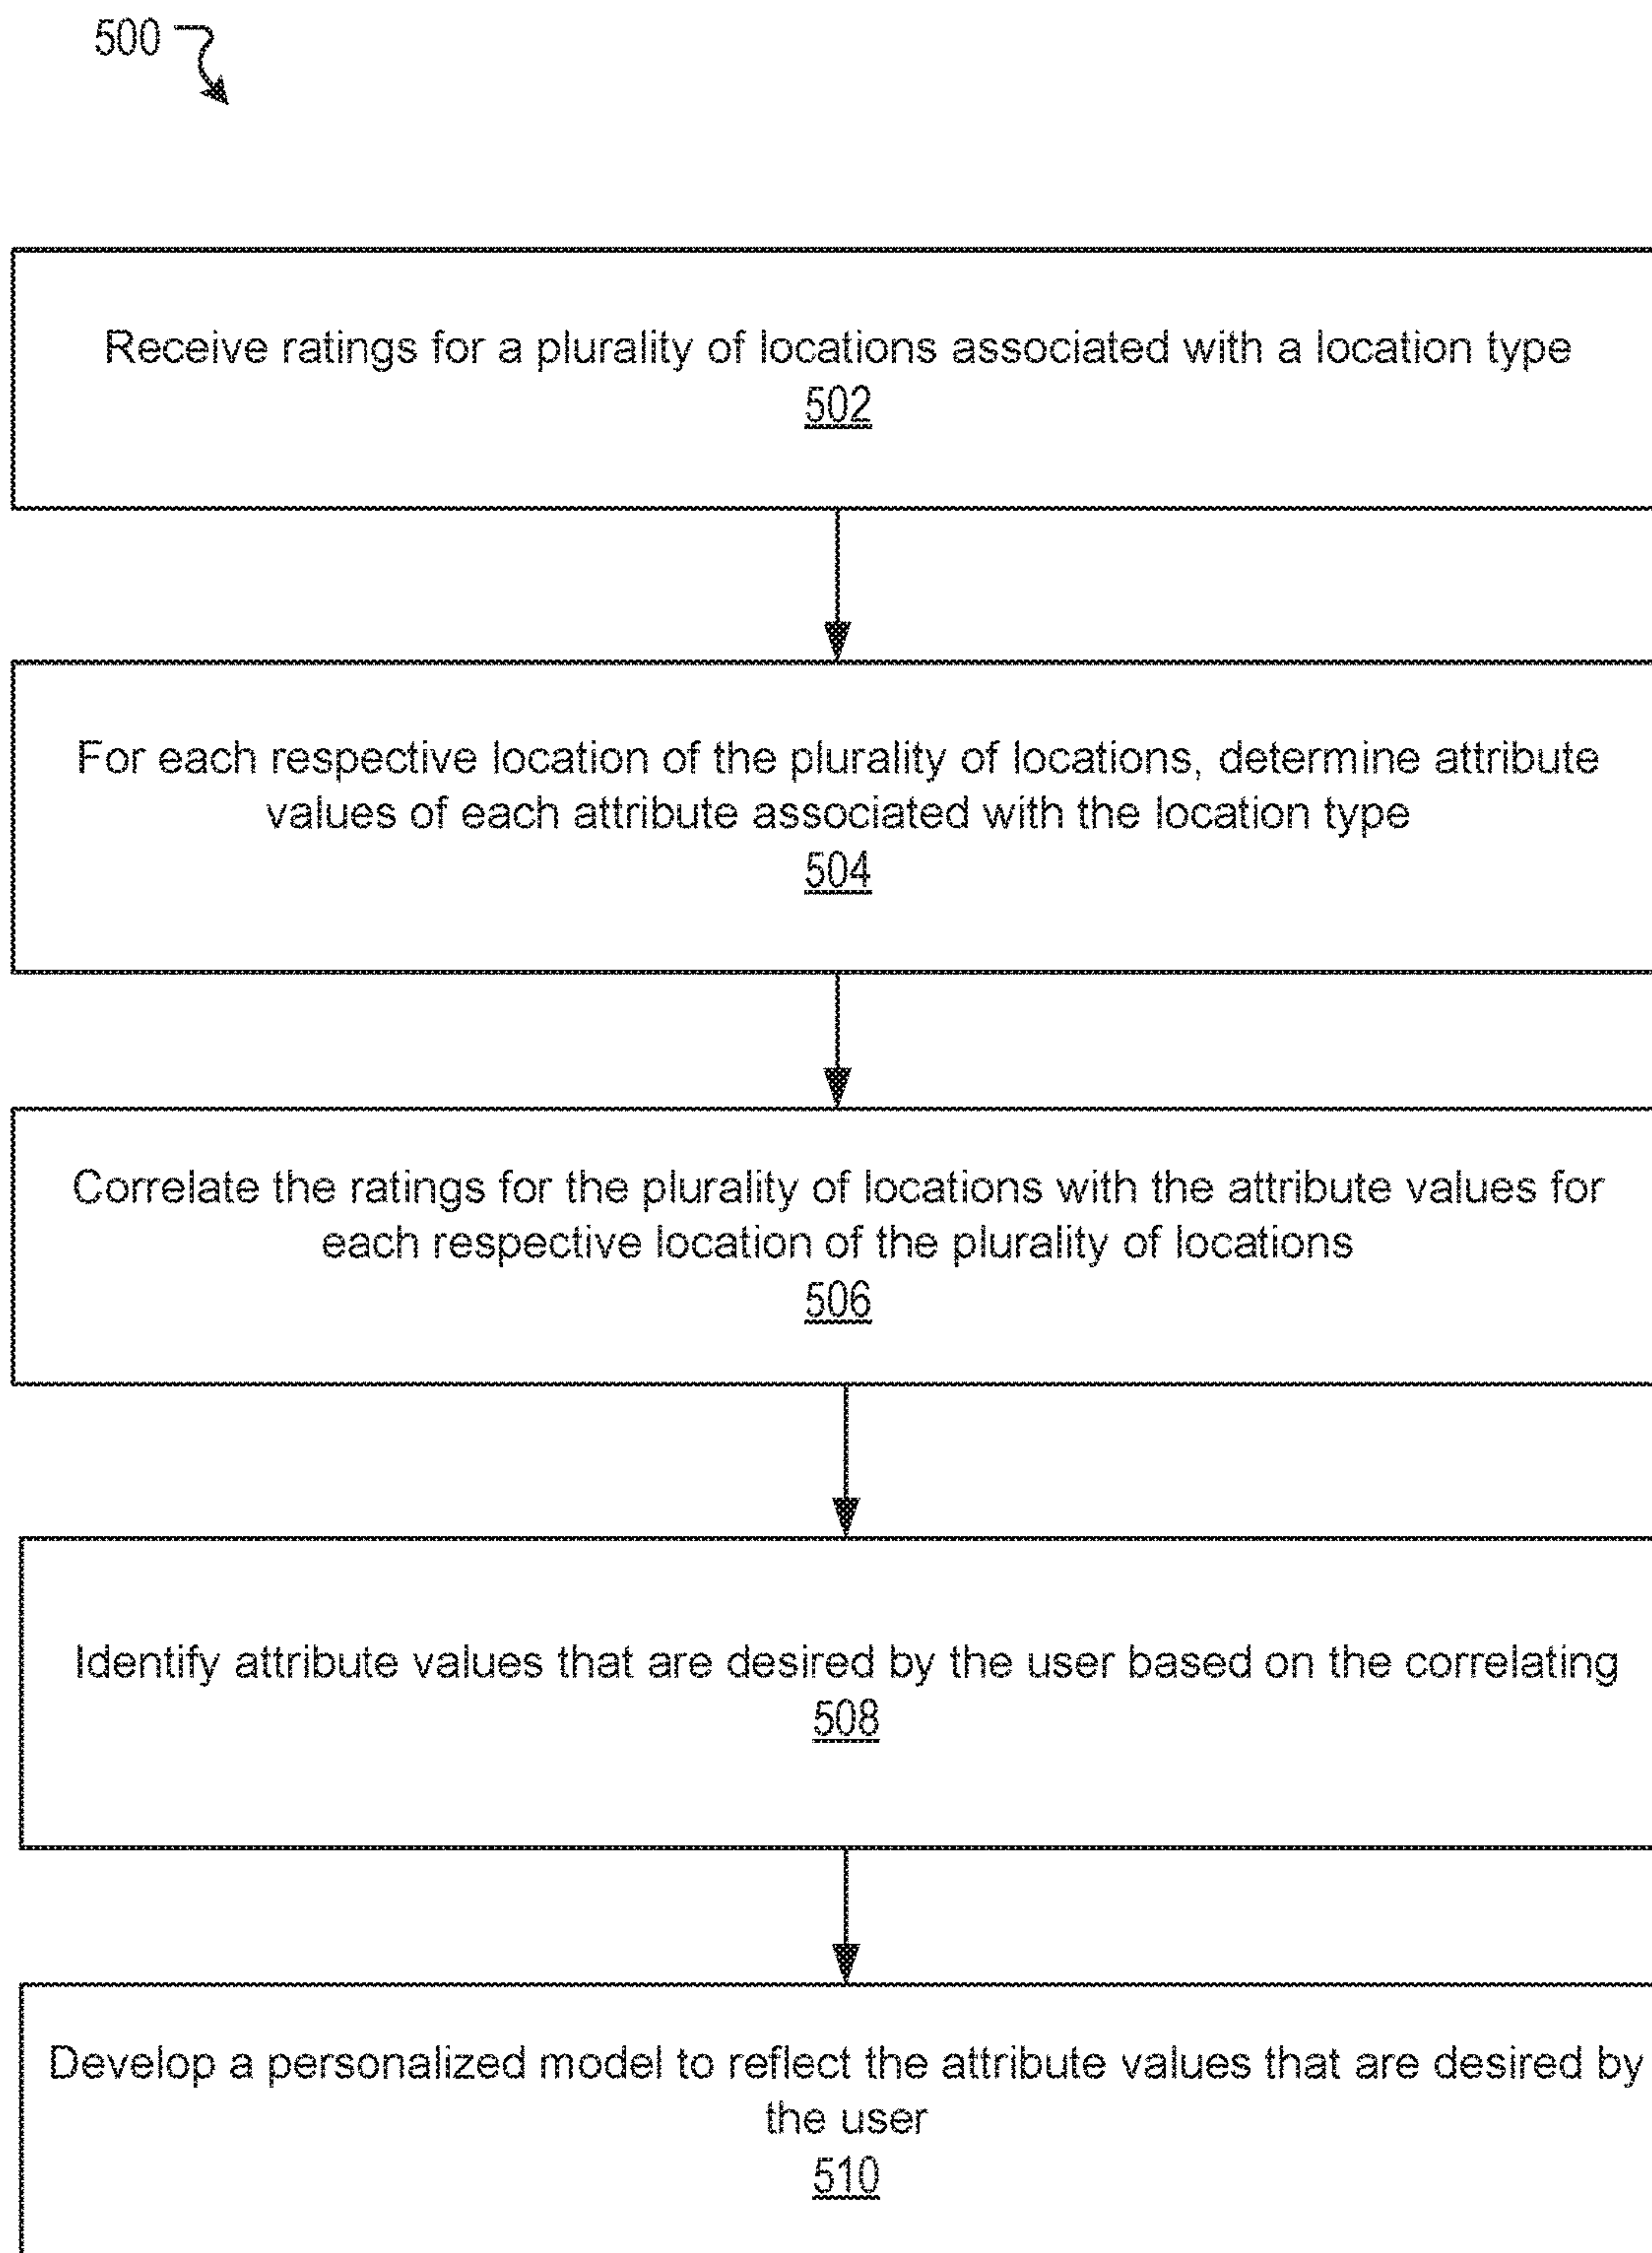 500
Receive ratings for a plurality of locations associated with a location type
502
For each respective location of the plurality of locations, determine attribute
values of each attribute associated with the location type
504
Correlate the ratings for the plurality of locations with the attribute values for
each respective location of the plurality of locations
506
Identify attribute values that are desired by the user based on the correlating
508
Develop a personalized model to reflect the attribute values that are desired by
the user
510